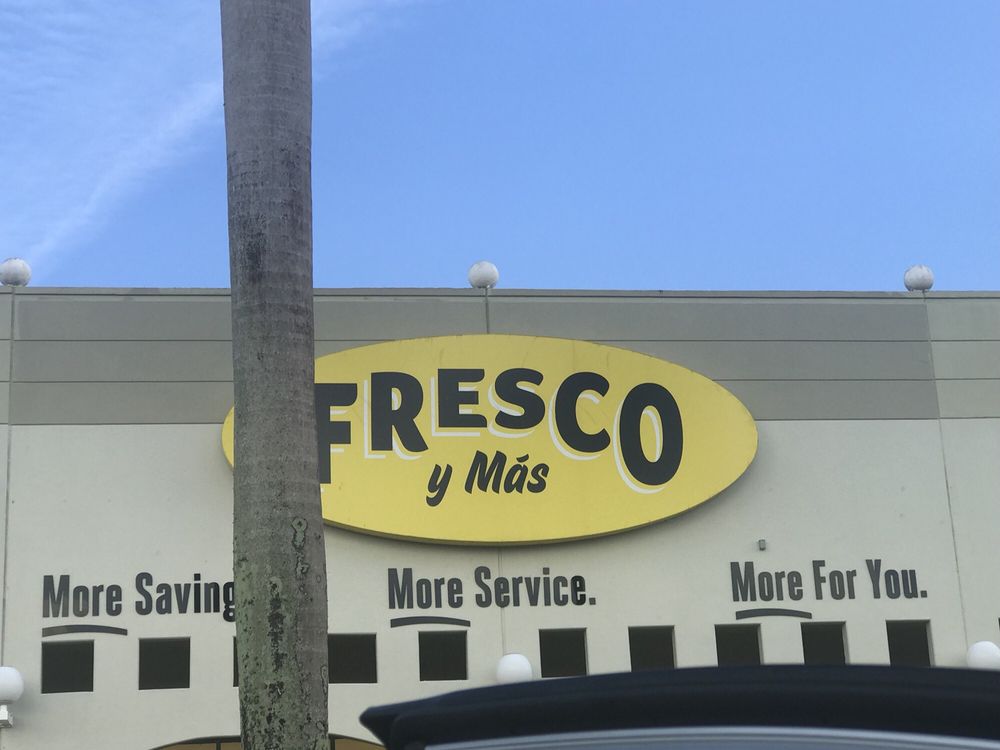 FRESCO
y Más
More Saving
More Service.
More For You.